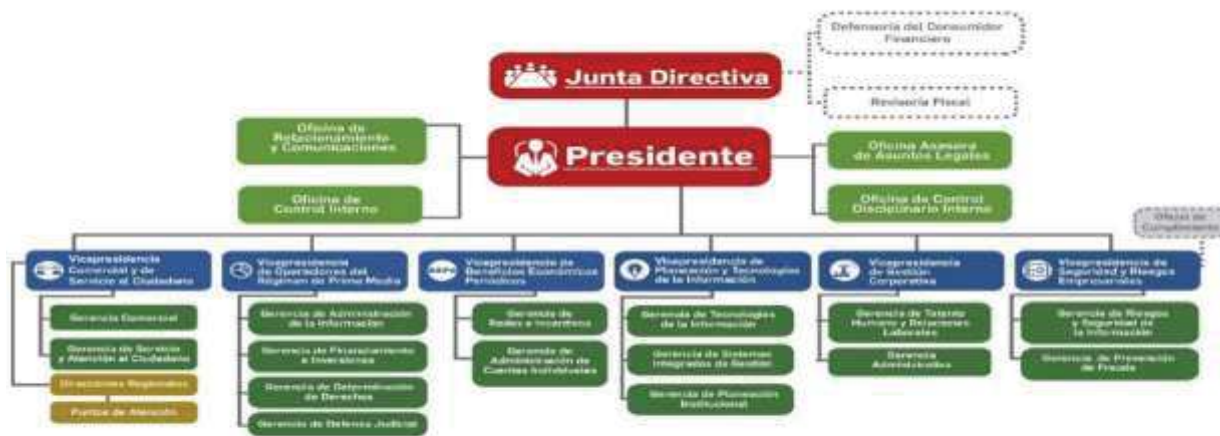 Defensoría del Consumidor
Financiero
Junta Directiva
Revisoría Fiscal
Oficina de
Relacionamiento
y Comunicaciones
Presidente
Oficina Asesora
de Asuntos Legales
Oficina de
Control Interno
Oficina de Control
Disciplinario Interno
Oficial de
Cumplimiento
Vicepresidencia
Comercial y de
Servicio al Ciudadano
Vicepresidencia
de Operaciones del
Régimen de Prima Media
BEPS
Vicepresidencia de
Beneficios Económicos
Periódicos
Vicepresidencia de
Planeación y Tecnologías
de la Información
Vicepresidencia
de Gestión
Corporativa
Vicepresidencia de
Seguridad y Riesgos
Empresariales
Gerencia Comercial
Gerencia de Servicio
y Atención al Ciudadano
Direcciones Regionales
Puntos de Atención
Gerencia de Administración
de la Información
Gerencia de Financiamiento
e Inversiones
Gerencia de Determinación
de Derechos
Gerencia de Defensa Judicial
Gerencia de
Redes e Incentivos
Gerencia de
Administración de
Cuentas Individuales
Gerencia de Tecnologías
de la Información
Gerencia de Sistemas
Integrados de Gestión
Gerencia de Planeación
Institucional
Gerencia de Talento
Humano y Relaciones
Laborales
Gerencia
Administrativa
Gerencia de Riesgos
y Seguridad de
la Información
Gerencia de Prevención
de Fraude